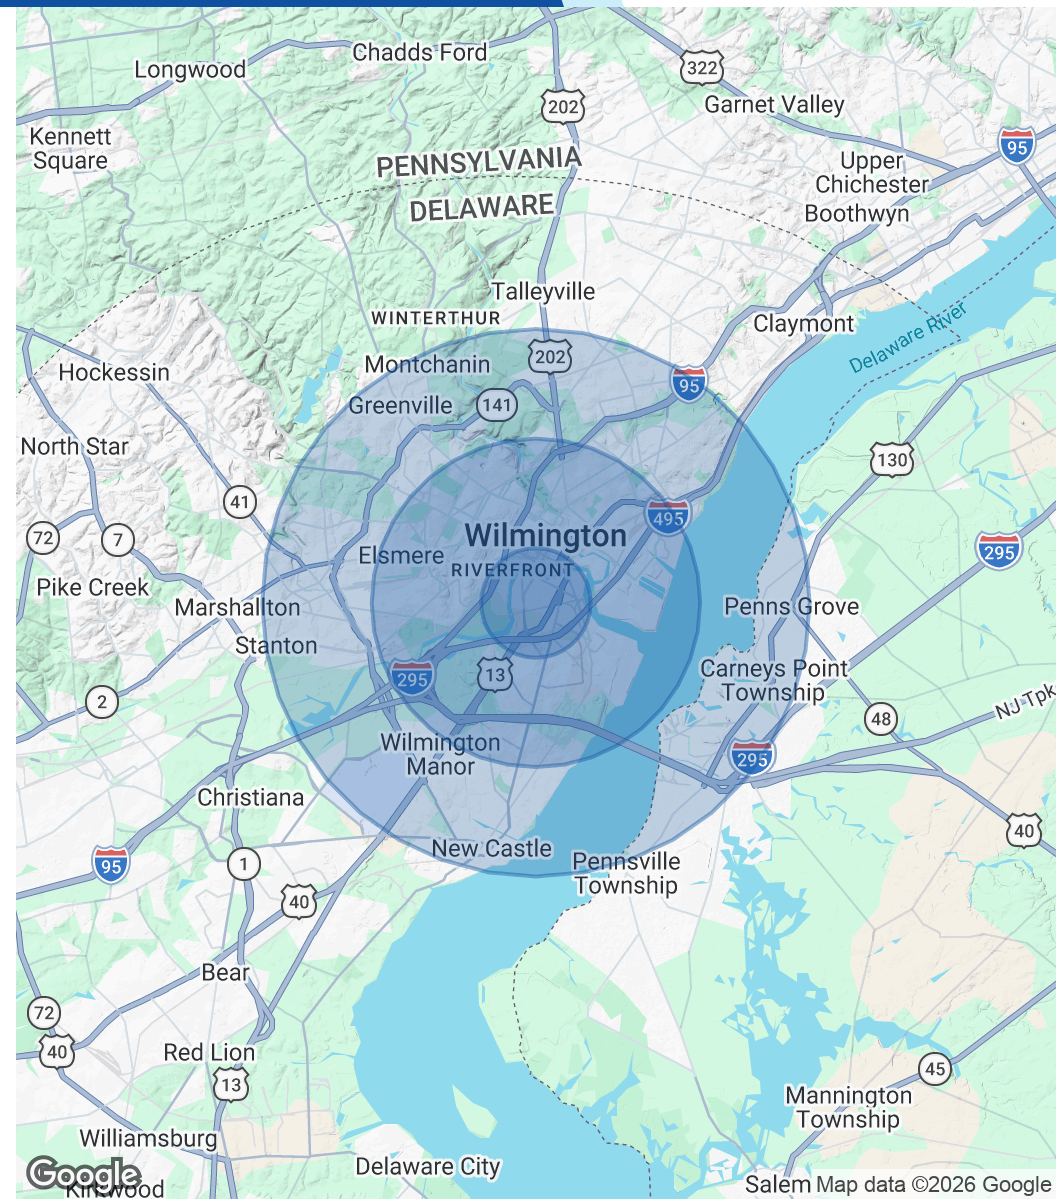 Chadds Ford
Longwood
322
202
Garnet Valley
Kennett
Square
95
PENNSYLVANIA
Upper
Chichester
DELAWARE
Boothwyn
Talleyville
WINTERTHUR
Claymont
Delaware River
202
Montchanin
Hockessin
95
Greenville
141
North Star
130
41
495
72
7
Wilmington
295
Elsmere
RIVERFRONT
Pike Creek
Marshallton
Penns Grove
Stanton
Carneys Point
Township
295
13
2
NJ Tpk
48
Wilmington
Manor
295
Christiana
40
New Castle
95
1
Pennsville
Township
40
Bear
72
40
Red Lion
13
45
Mannington
Township
Williamsburg
Delaware City
Google
Kirkwood
Salem
Map data ©2026 Google